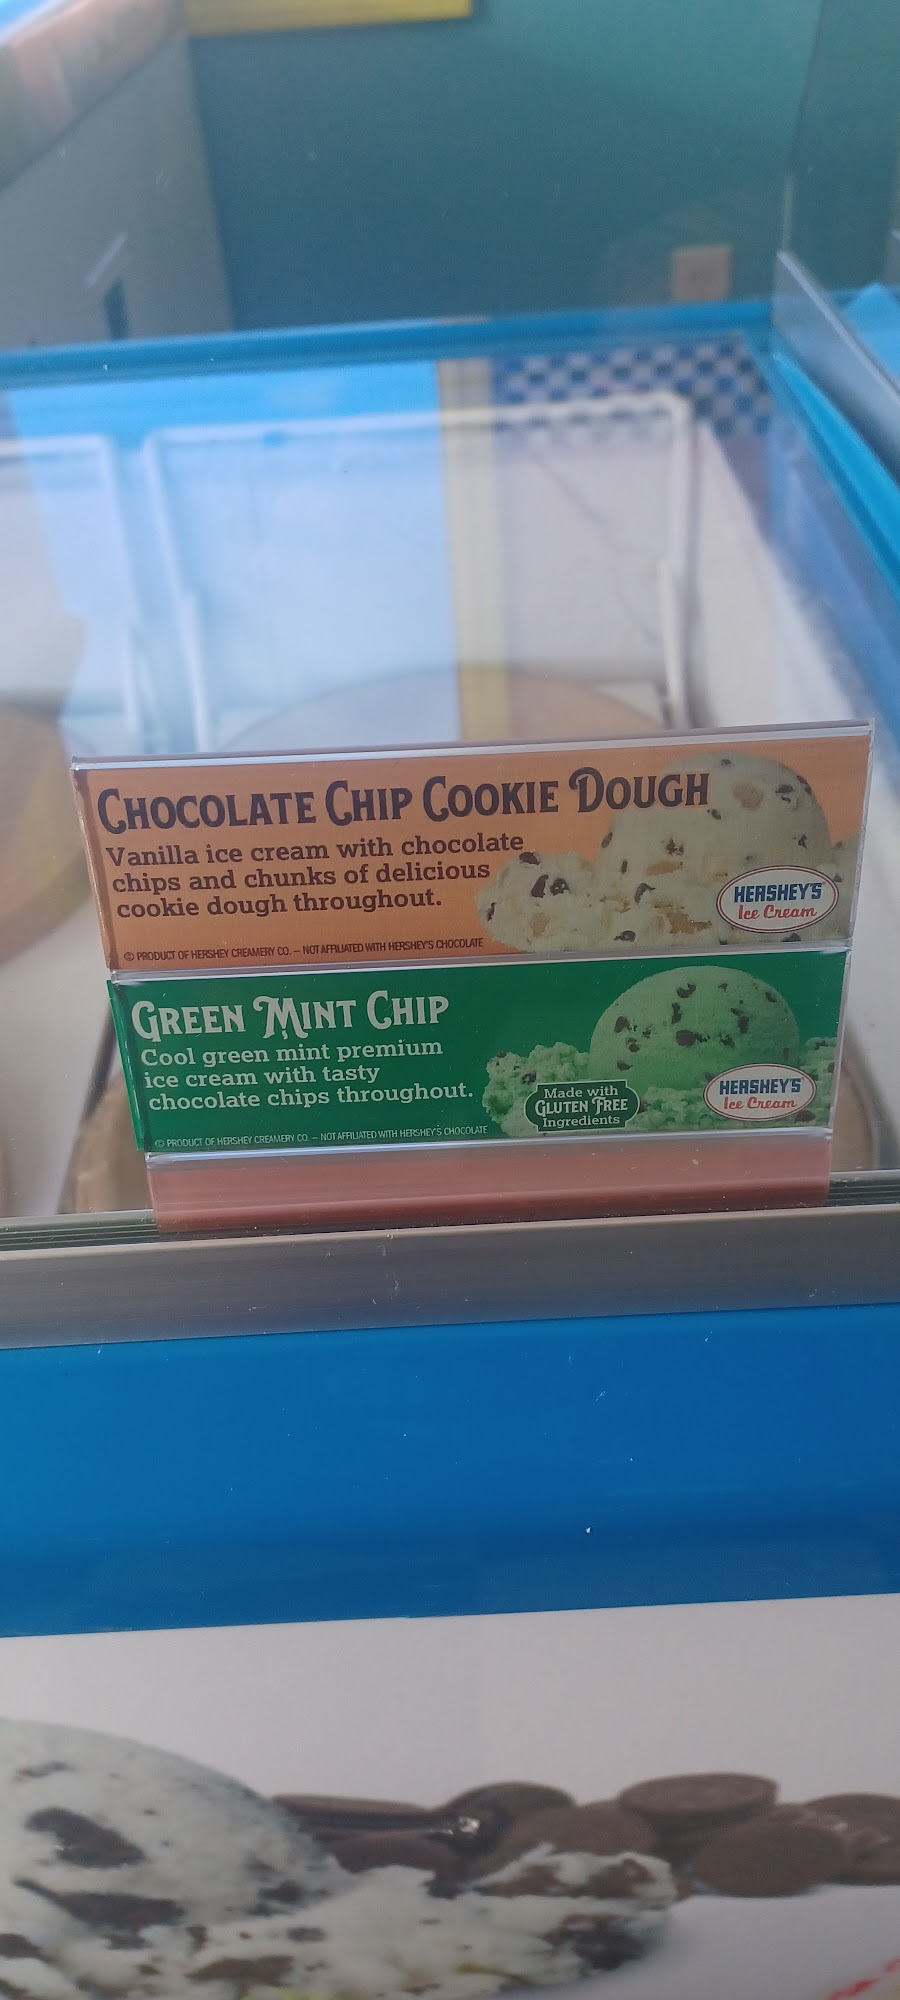 CHOCOLATE CHIP COOKIE DOUGH
Vanilla ice cream with chocolate
chips and chunks of delicious
cookie dough throughout.
HERSHEY'S
Ice Cream
© PRODUCT OF HERSHEY CREAMERY CO. – NOT AFFILIATED WITH HERSHEY'S CHOCOLATE
GREEN MINT CHIP
Cool green mint premium
ice cream with tasty
chocolate chips throughout.
Made with
GLUTEN FREE
Ingredients
HERSHEY'S
Ice Cream
© PRODUCT OF HERSHEY CREAMERY CO. – NOT AFFILIATED WITH HERSHEY'S CHOCOLATE